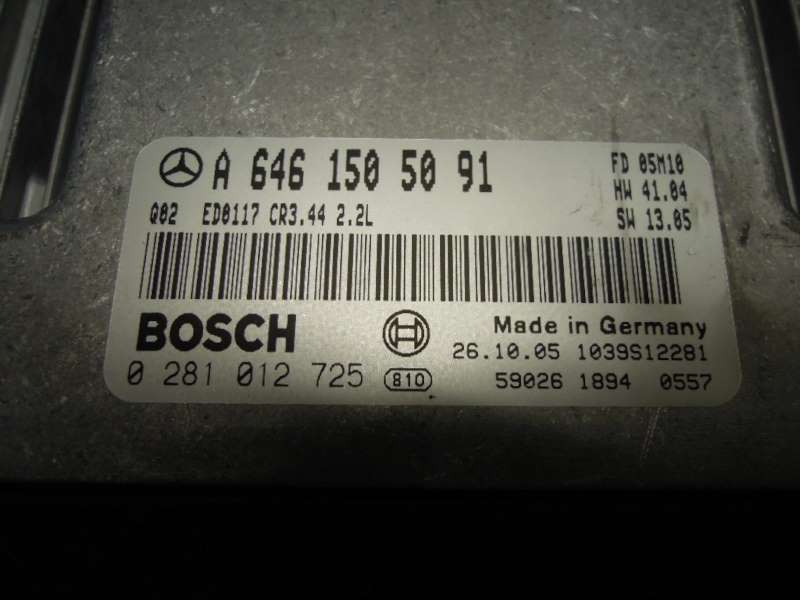 A 646 150 50 91
FD 05M10
HW 41.04
Q02 ED0117 CR3.44 2.2L
SW 13.05
BOSCH
Made in Germany
26.10.05 1039S12281
0 281 012 725 810
59026 1894 0557